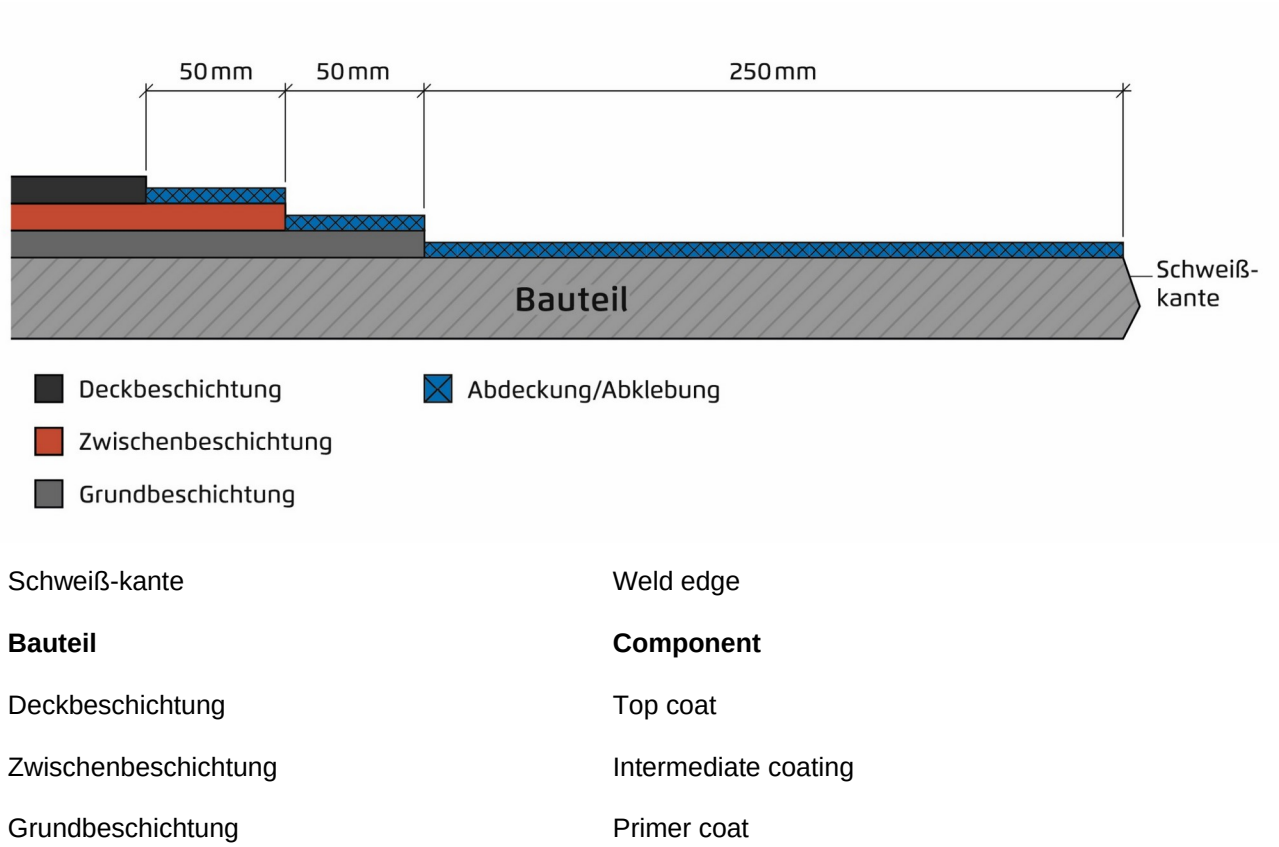 50 mm 50 mm 250 mm
Bauteil
Schweiß-
kante
Deckbeschichtung Abdeckung/Abklebung
Zwischenbeschichtung
Grundbeschichtung
Schweiß-kante Weld edge
Bauteil Component
Deckbeschichtung Top coat
Zwischenbeschichtung Intermediate coating
Grundbeschichtung Primer coat